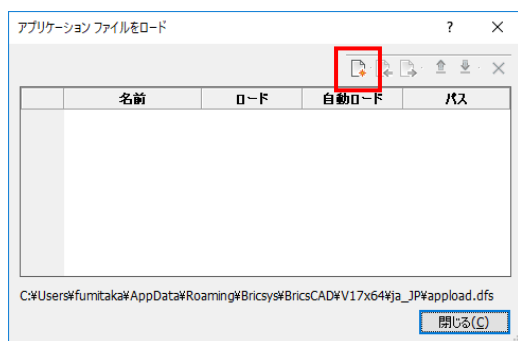 アプリケーション ファイルをロード
名前 ロード 自動ロード パス
C:¥Users¥fumitaka¥AppData¥Roaming¥Bricsys¥BricsCAD¥V17x64¥ja_JP¥appload.dfs
閉じる(C)